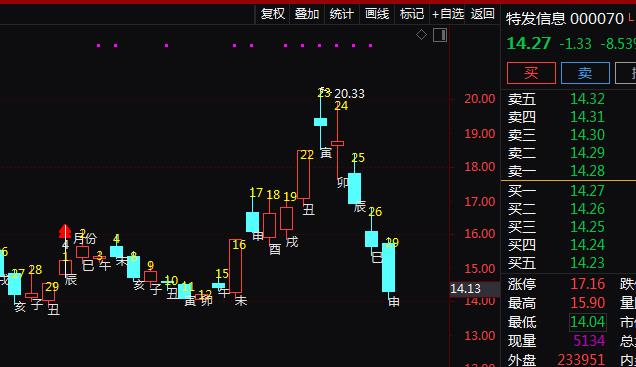 复权 叠加 统计 画线 标记 +自选 返回
特发信息 000070 L
14.27 -1.33 -8.53%
买 卖
卖五 14.32
卖四 14.31
卖三 14.30
卖二 14.29
卖一 14.28
买一 14.27
买二 14.26
买三 14.25
买四 14.24
买五 14.23
涨停 17.16 跌停
最高 15.90 量
最低 14.04 市
现量 5134 总
外盘 233951 内
20.00
19.00
18.00
17.00
16.00
15.00
14.13
14.00
13.00
23 20.33
24
寅
22 25
卯
17 18 19 丑 辰
26
申 酉 戌
4月份 2 4 16 29
1 3 8 巳
6 27 28 巳 午 未 9 15
戌 29 辰 10 11 12
亥 子 丑 亥 子 丑 寅 卯 午 未 申